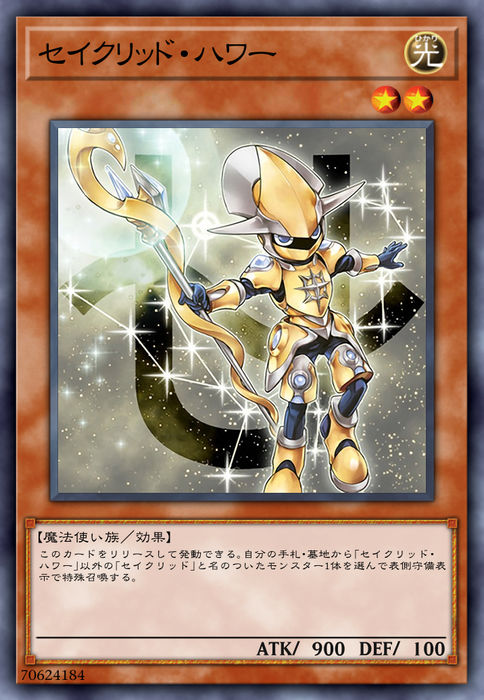 セイクリッド・ハワー
ひかり
光
【魔法使い族／効果】
このカードをリリースして発動できる。自分の手札・墓地から「セイクリッド・
ハワー」以外の「セイクリッド」と名のついたモンスター1体を選んで表側守備表
示で特殊召喚する。
ATK/ 900 DEF/ 100
70624184